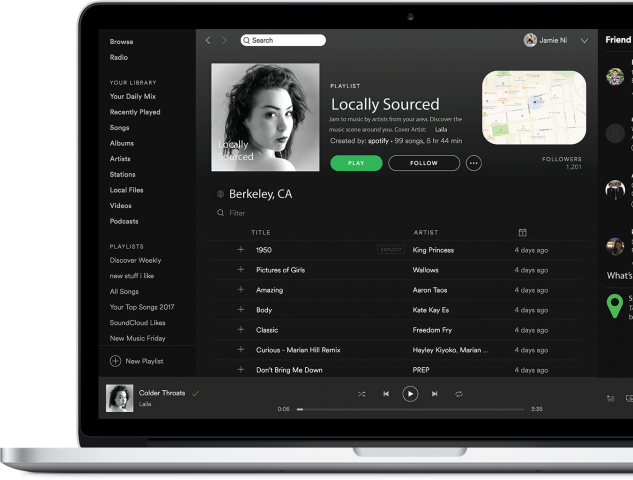 Browse
Radio
YOUR LIBRARY
Your Daily Mix
Recently Played
Songs
Albums
Artists
Stations
Local Files
Videos
Podcasts
PLAYLISTS
Discover Weekly
new stuff i like
All Songs
Your Top Songs 2017
SoundCloud Likes
New Music Friday
New Playlist
Search
Jamie Ni
Locally
Sourced
PLAYLIST
Locally Sourced
Jam to music by artists from your area. Discover the
music scene around you. Cover Artist: Laila
Created by: spotify • 99 songs, 5 hr 44 min
PLAY FOLLOW
FOLLOWERS
1,201
Berkeley, CA
Filter
TITLE ARTIST
1950 EXPLICIT King Princess 4 days ago
Pictures of Girls Wallows 4 days ago
Amazing Aaron Taos 4 days ago
Body Kate Kay Es 4 days ago
Classic Freedom Fry 4 days ago
Curious - Marian Hill Remix Hayley Kiyoko, Marian ... 4 days ago
Don't Bring Me Down PREP 4 days ago
Friend
What's
Colder Throats
Laila
0:06 3:35